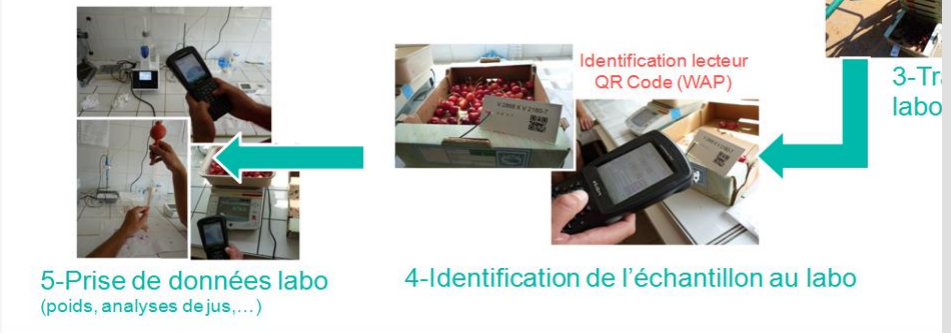 Identification lecteur
QR Code (WAP)
3-Tr
labo
4-Identification de l'échantillon au labo
5-Prise de données labo
(poids, analyses de jus,...)